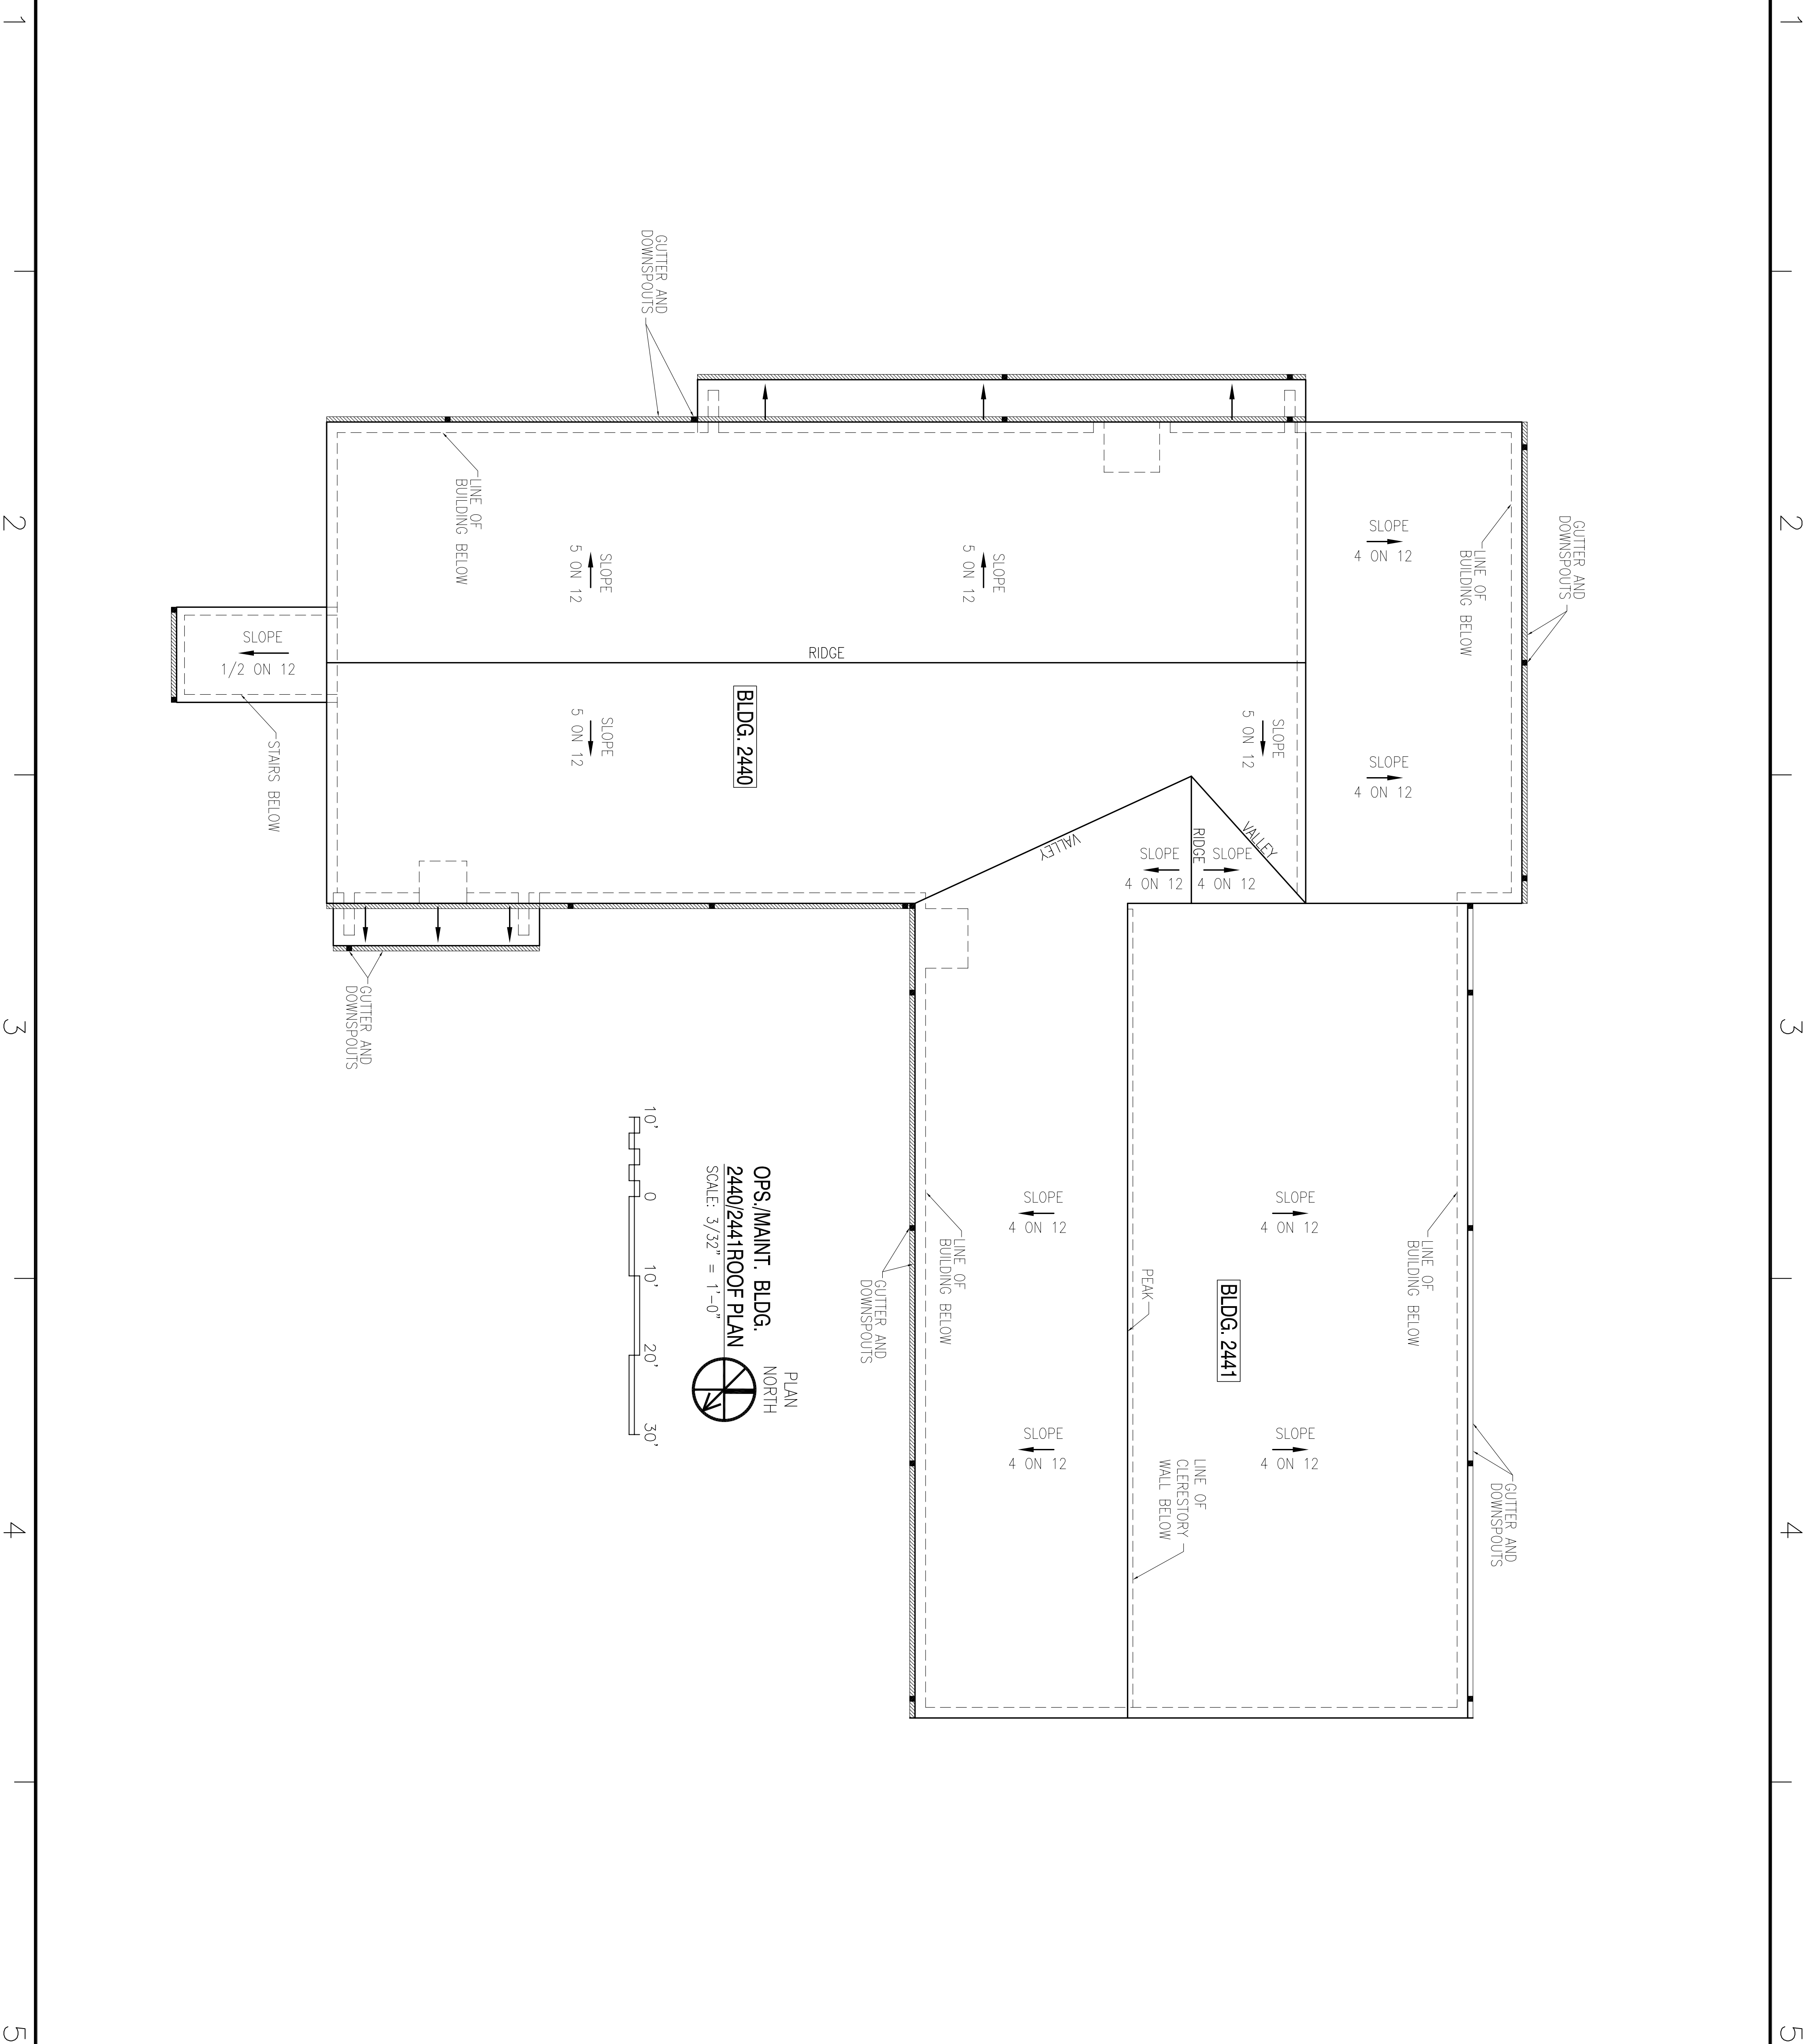 1
2
3
4
5
1
2
3
4
5
GUTTER AND
DOWNSPOUTS
GUTTER AND
DOWNSPOUTS
LINE OF
BUILDING BELOW
LINE OF
BUILDING BELOW
SLOPE
4 ON 12
SLOPE
4 ON 12
SLOPE
5 ON 12
SLOPE
5 ON 12
SLOPE
1/2 ON 12
STAIRS BELOW
RIDGE
BLDG. 2440
SLOPE
5 ON 12
SLOPE
5 ON 12
VALLEY
VALLEY
RIDGE
SLOPE
4 ON 12
SLOPE
4 ON 12
GUTTER AND
DOWNSPOUTS
SLOPE
4 ON 12
SLOPE
4 ON 12
SLOPE
4 ON 12
SLOPE
4 ON 12
LINE OF
BUILDING BELOW
LINE OF
BUILDING BELOW
PEAK
BLDG. 2441
LINE OF
CLERESTORY
WALL BELOW
GUTTER AND
DOWNSPOUTS
GUTTER AND
DOWNSPOUTS
OPS./MAINT. BLDG.
2440/2441ROOF PLAN
SCALE: 3/32" = 1'-0"
PLAN
NORTH
10' 0 10' 20' 30'